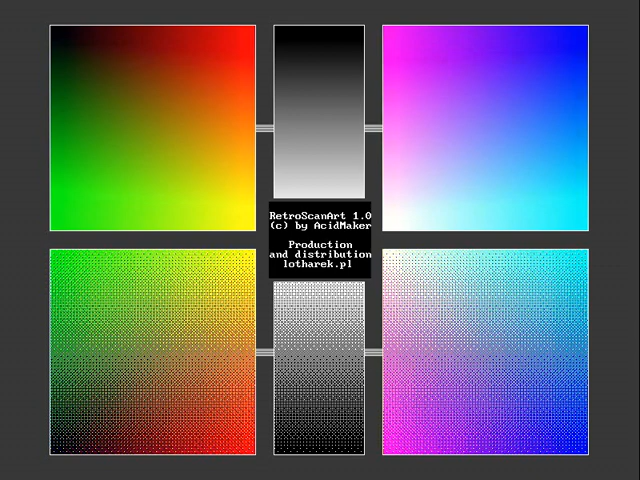 RetroScanArt 1.0
(c) by AcidMaker
Production
and distribution
lotharek.pl